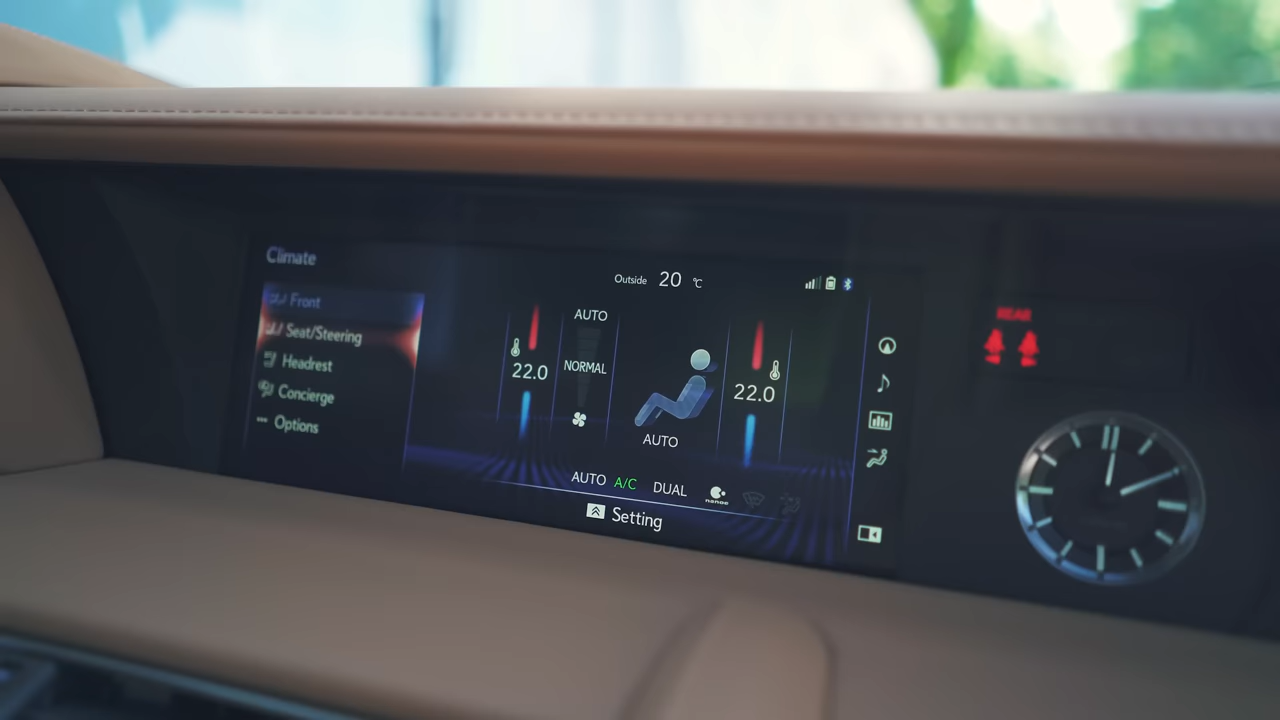 Climate
Front
Seat/Steering
Headrest
Concierge
Options
Outside 20 °C
AUTO
NORMAL
22.0
22.0
AUTO
AUTO A/C DUAL nanoe
Setting
REAR